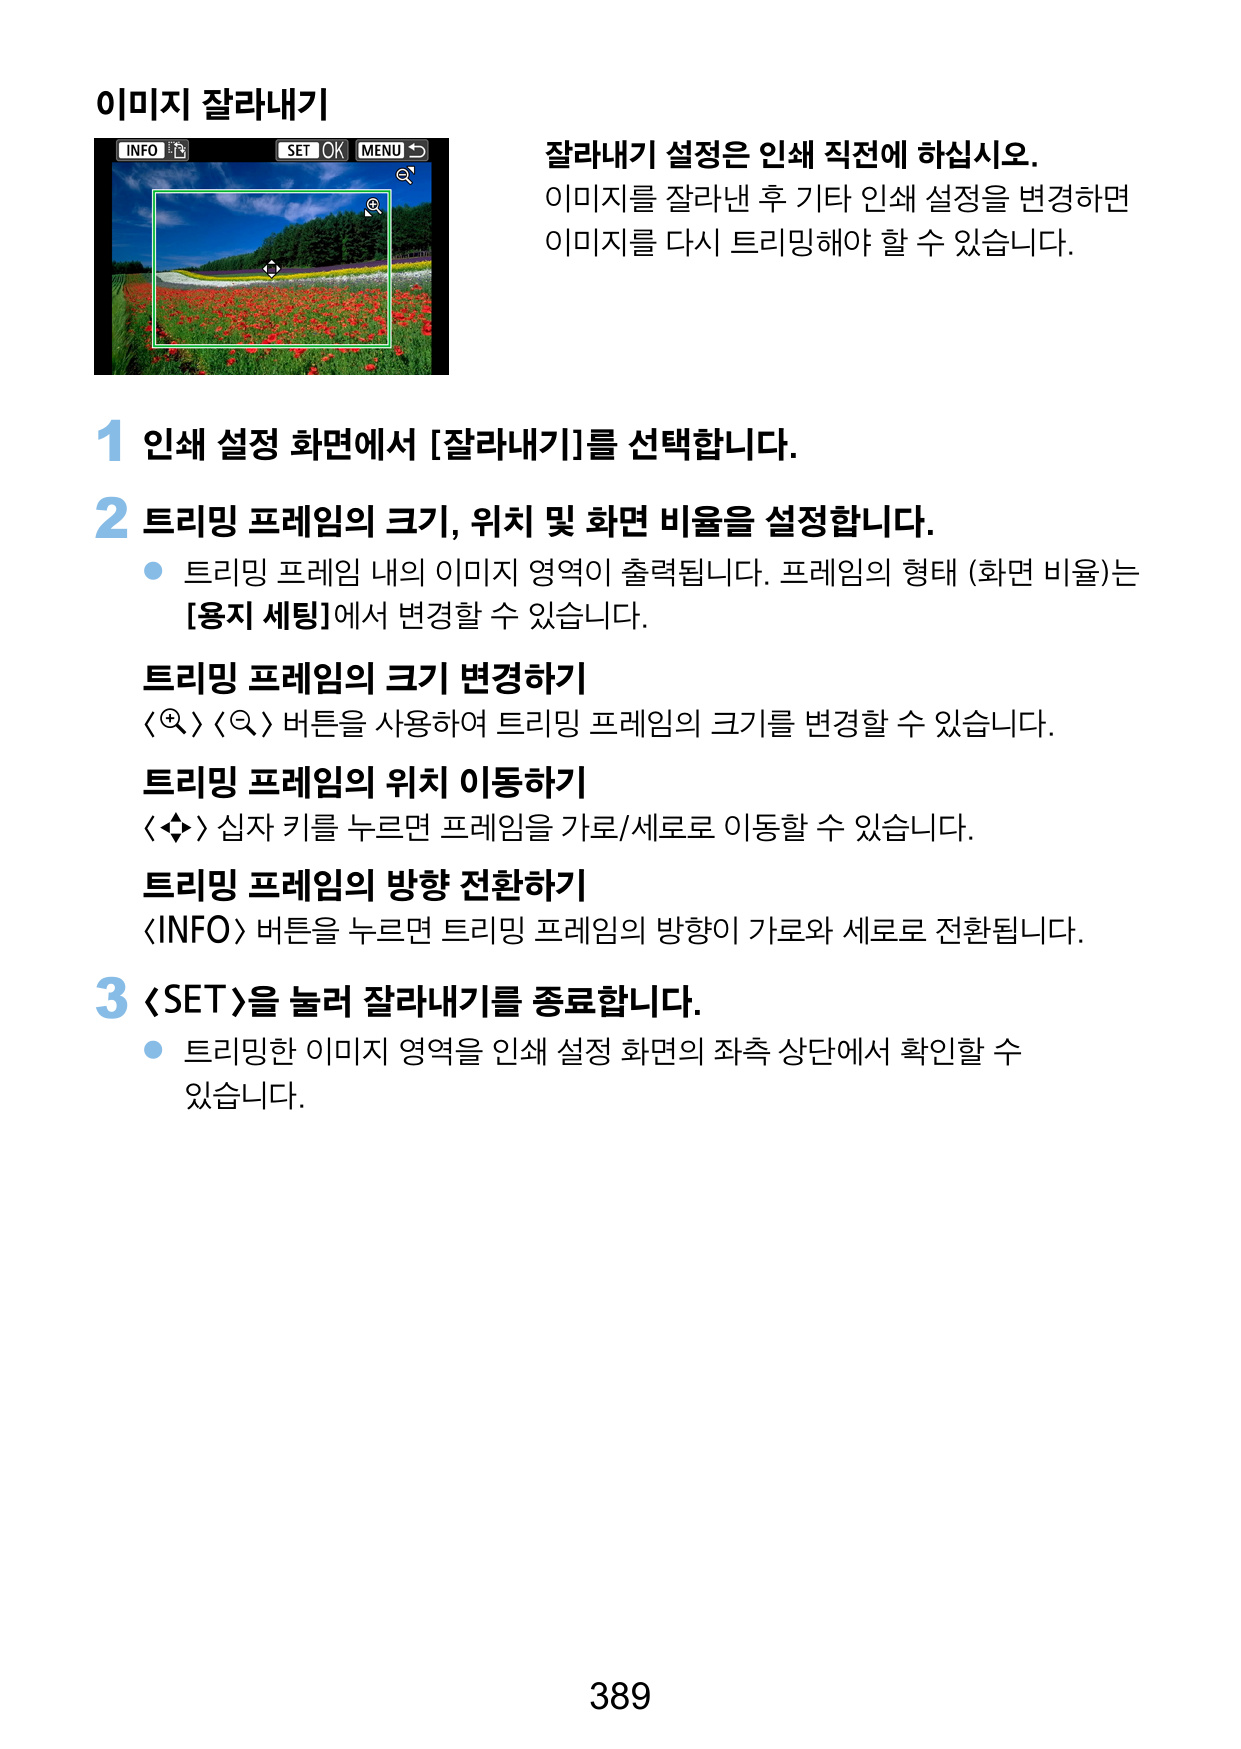 이미지 잘라내기
INFO SET OK MENU
잘라내기 설정은 인쇄 직전에 하십시오.
이미지를 잘라낸 후 기타 인쇄 설정을 변경하면
이미지를 다시 트리밍해야 할 수 있습니다.
1 인쇄 설정 화면에서 [잘라내기]를 선택합니다.
2 트리밍 프레임의 크기, 위치 및 화면 비율을 설정합니다.
● 트리밍 프레임 내의 이미지 영역이 출력됩니다. 프레임의 형태 (화면 비율)는
[용지 세팅]에서 변경할 수 있습니다.
트리밍 프레임의 크기 변경하기
〈〉〈〉 버튼을 사용하여 트리밍 프레임의 크기를 변경할 수 있습니다.
트리밍 프레임의 위치 이동하기
〈〉 십자 키를 누르면 프레임을 가로/세로로 이동할 수 있습니다.
트리밍 프레임의 방향 전환하기
〈INFO〉 버튼을 누르면 트리밍 프레임의 방향이 가로와 세로로 전환됩니다.
3 〈SET〉을 눌러 잘라내기를 종료합니다.
● 트리밍한 이미지 영역을 인쇄 설정 화면의 좌측 상단에서 확인할 수
있습니다.
389